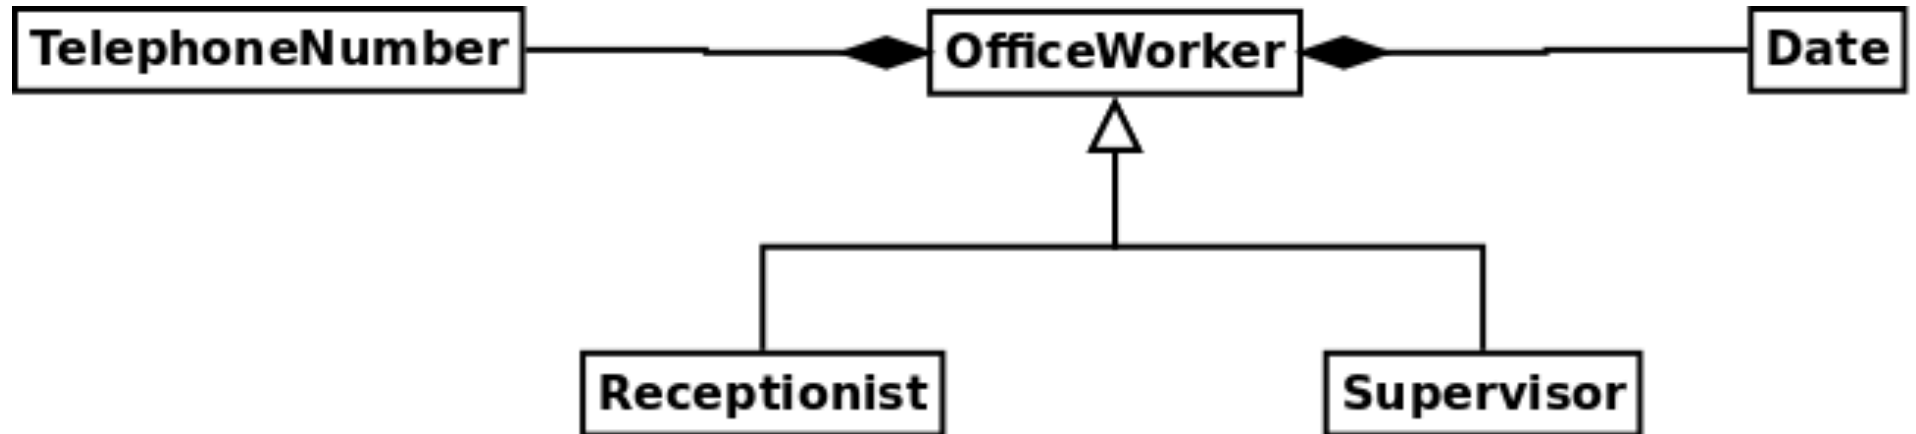 TelephoneNumber
OfficeWorker
Date
Receptionist
Supervisor